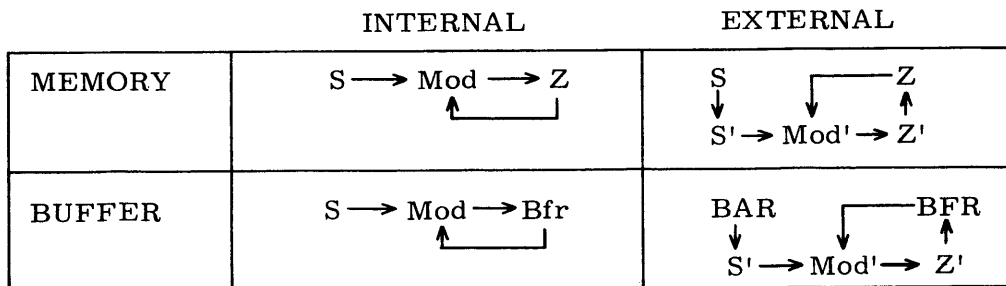 INTERNAL EXTERNAL
MEMORY S → Mod → Z S Z
S' → Mod' → Z'
BUFFER S → Mod → Bfr BAR BFR
S' → Mod' → Z'